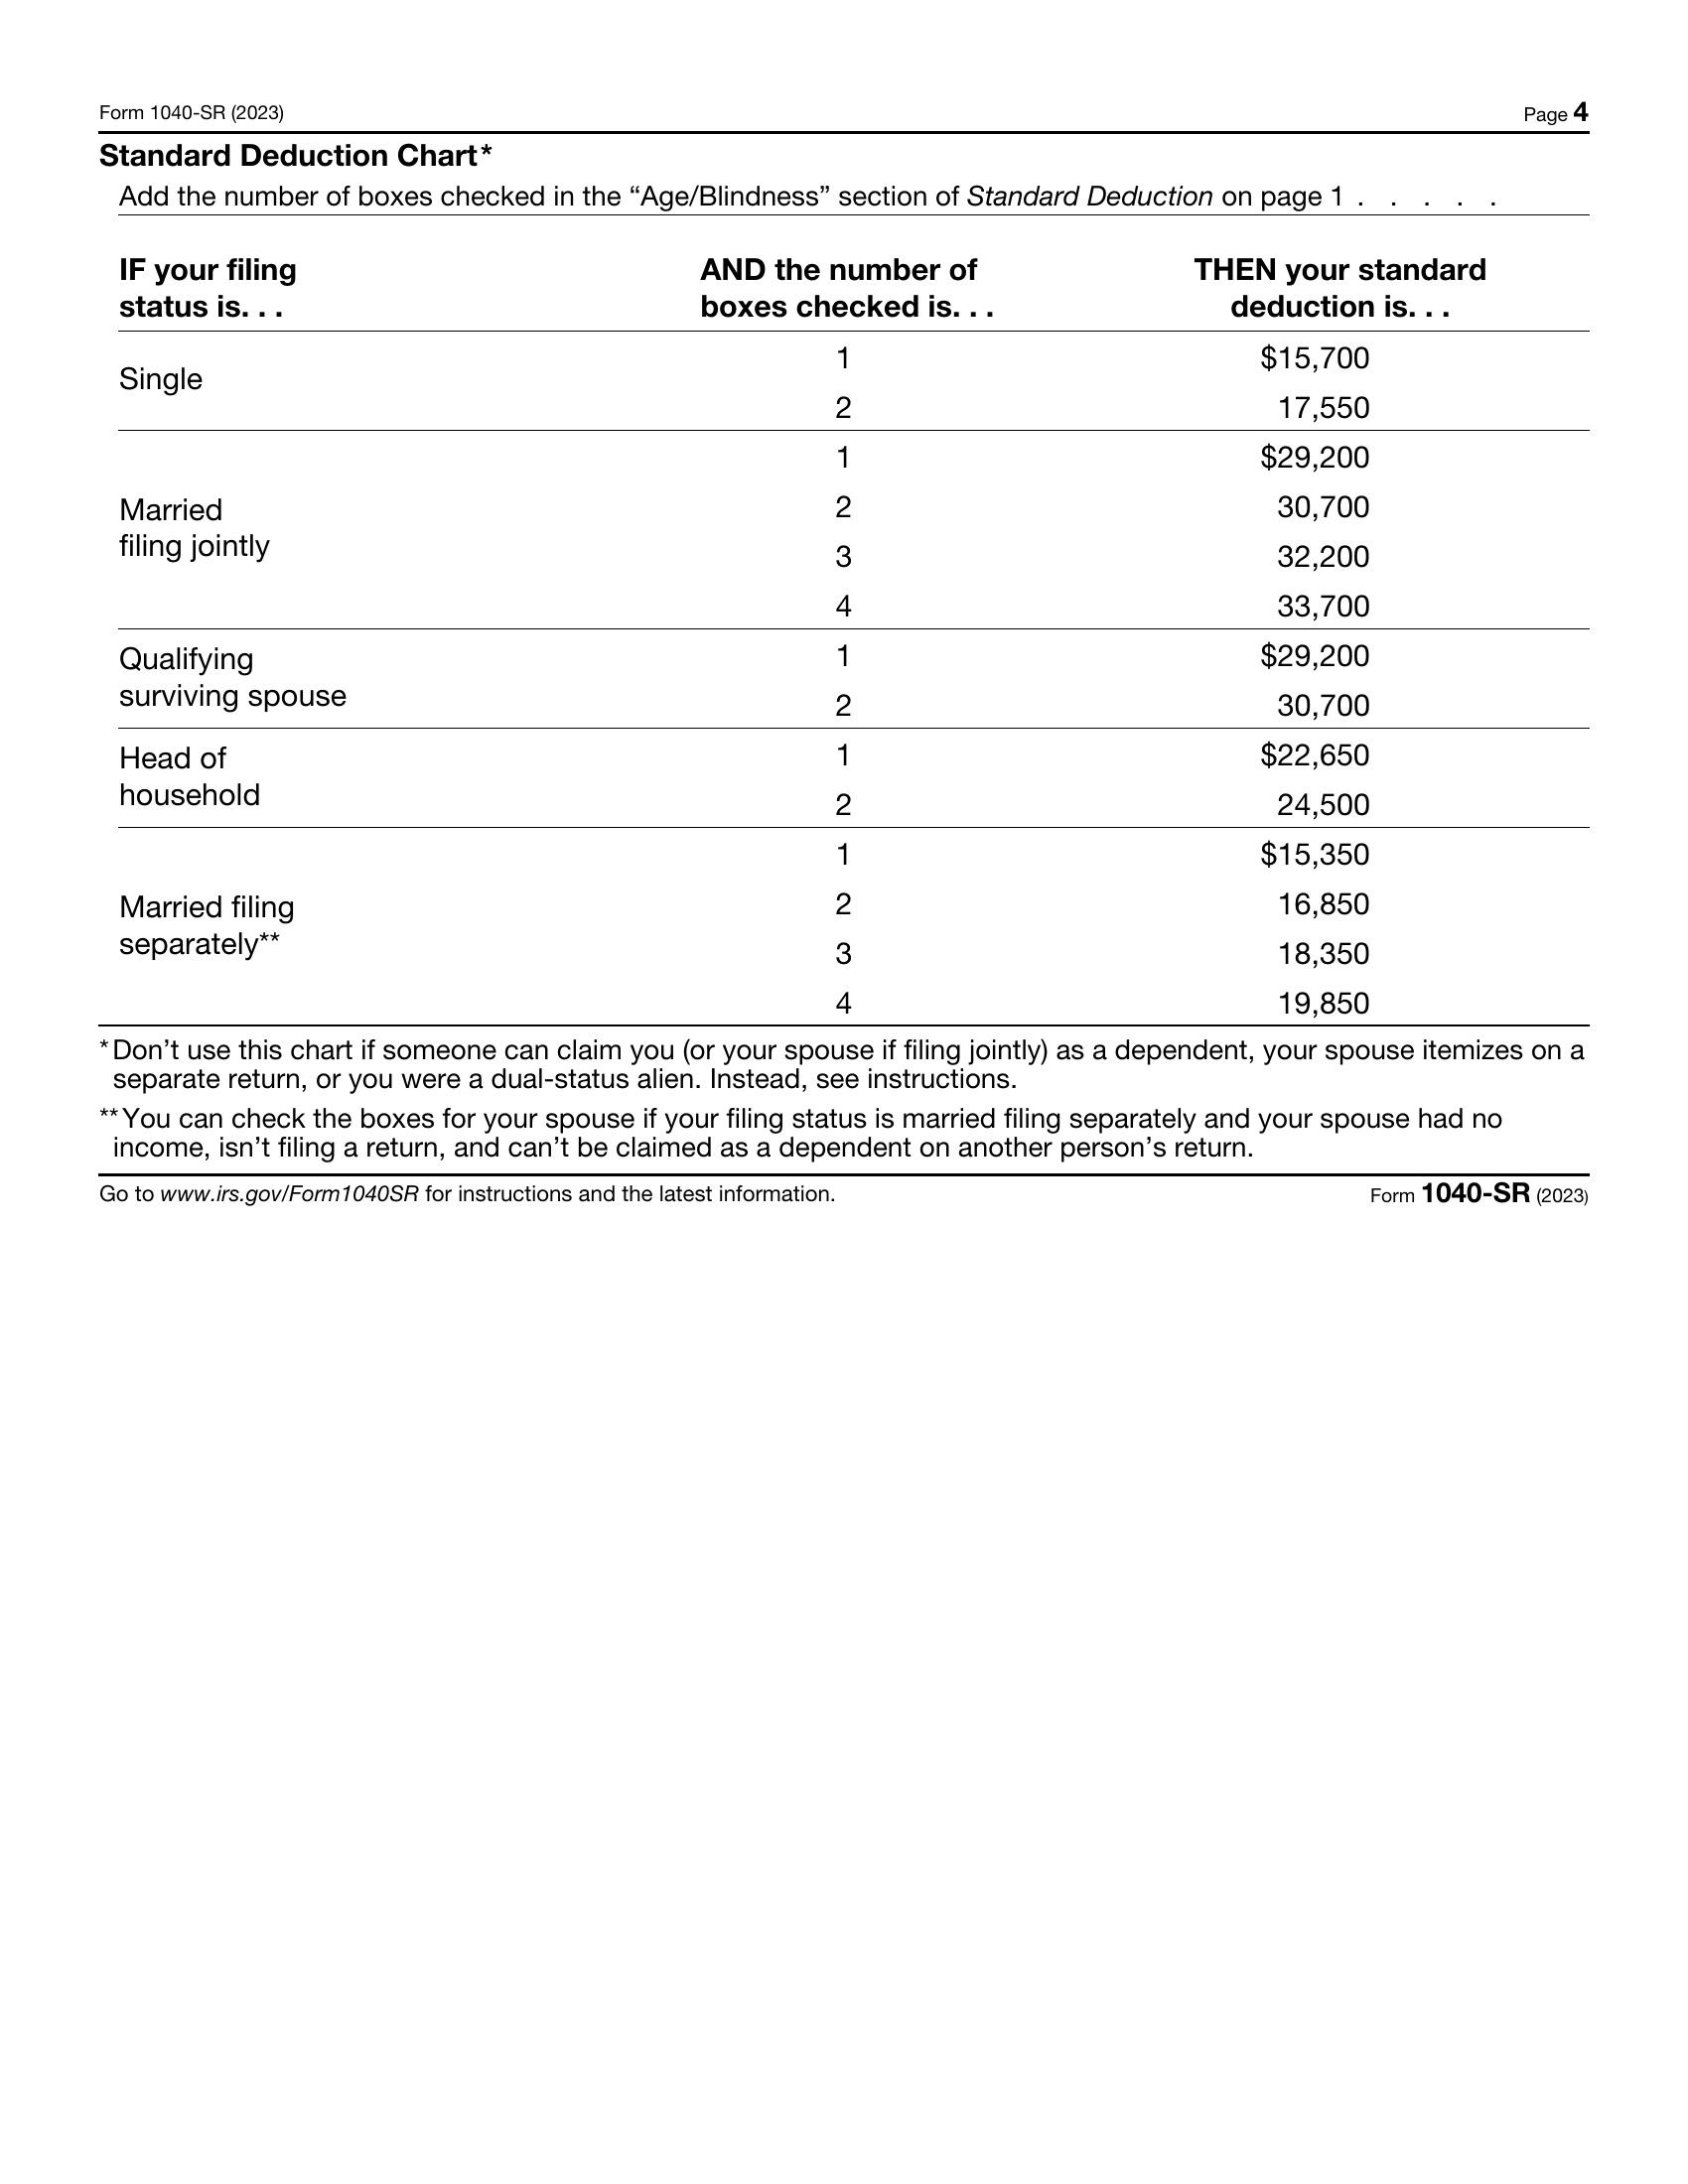 Form 1040-SR (2023) Page 4
Standard Deduction Chart*
Add the number of boxes checked in the “Age/Blindness” section of Standard Deduction on page 1 . . . . .
IF your filing status is. . . AND the number of boxes checked is. . . THEN your standard deduction is. . .
Single
1 $15,700
2 17,550
Married
filing jointly
1 $29,200
2 30,700
3 32,200
4 33,700
Qualifying
surviving spouse
1 $29,200
2 30,700
Head of
household
1 $22,650
2 24,500
Married filing
separately**
1 $15,350
2 16,850
3 18,350
4 19,850
*Don’t use this chart if someone can claim you (or your spouse if filing jointly) as a dependent, your spouse itemizes on a
separate return, or you were a dual-status alien. Instead, see instructions.
**You can check the boxes for your spouse if your filing status is married filing separately and your spouse had no
income, isn’t filing a return, and can’t be claimed as a dependent on another person’s return.
Go to www.irs.gov/Form1040SR for instructions and the latest information. Form 1040-SR (2023)